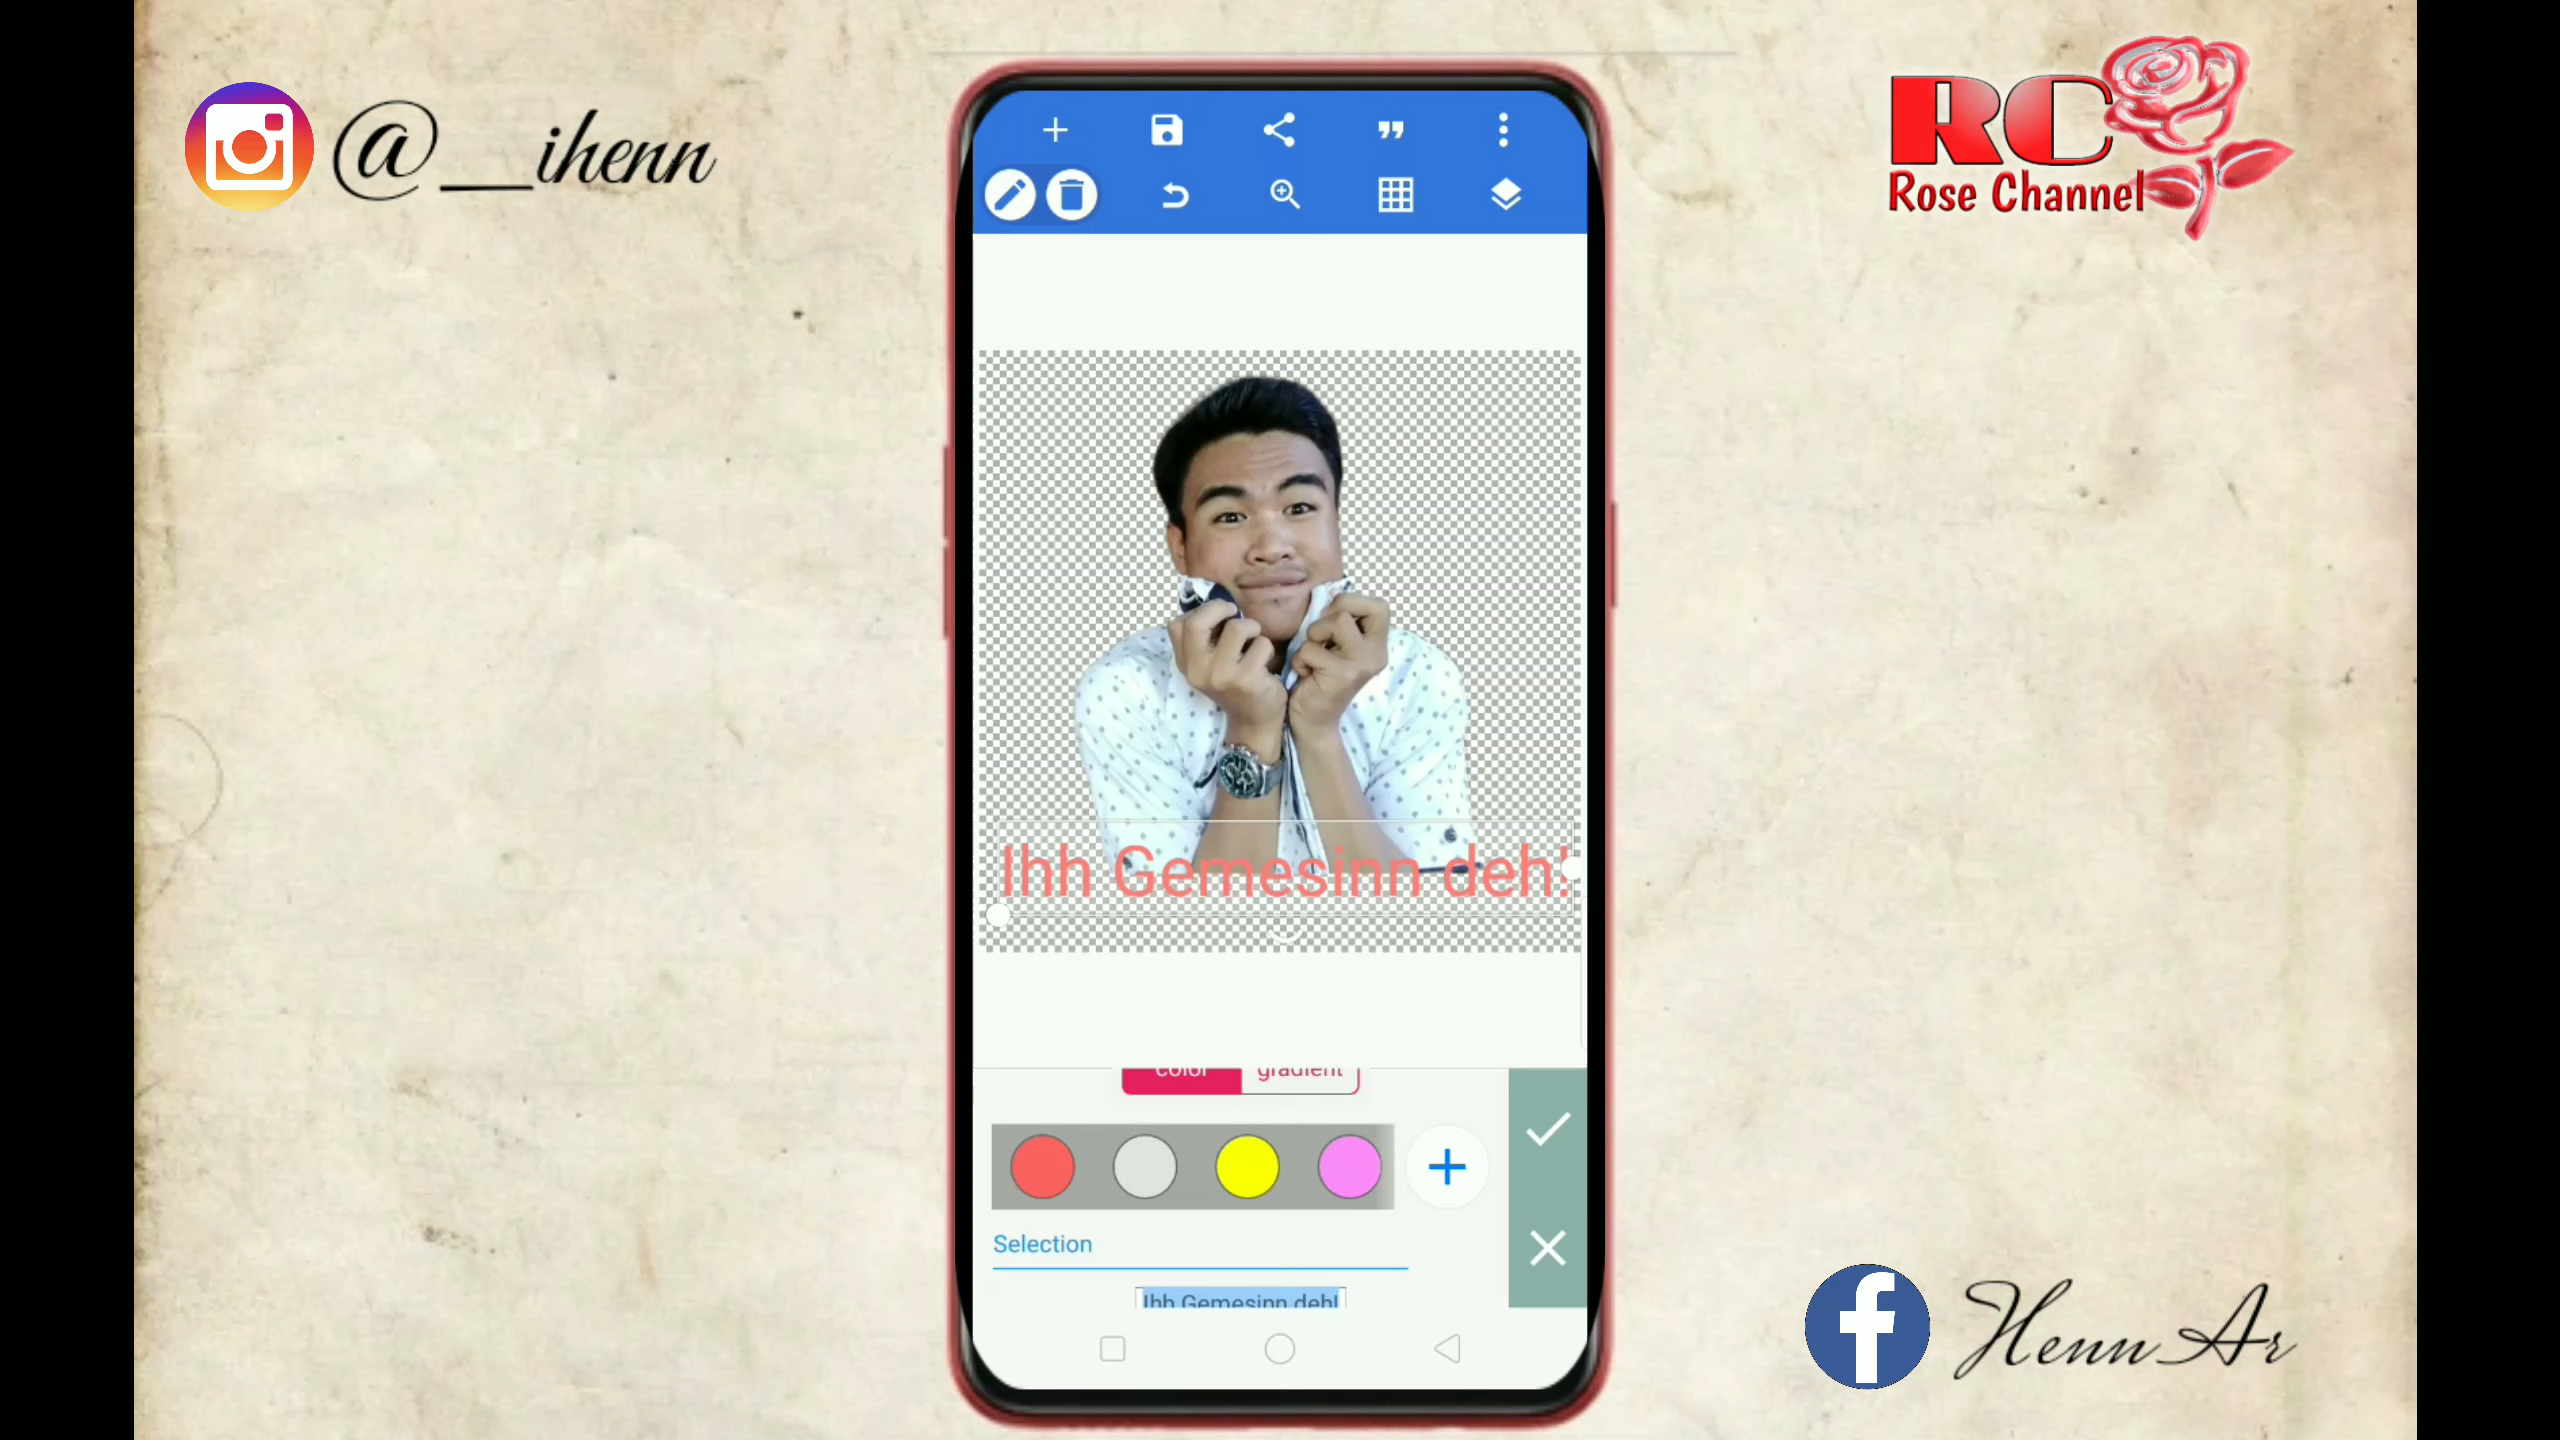 @__ihenn
RC
Rose Channel
Ihh Gemesinn deh!
color gradient
Selection
Ihh Gemesinn deh!
Henn Ar